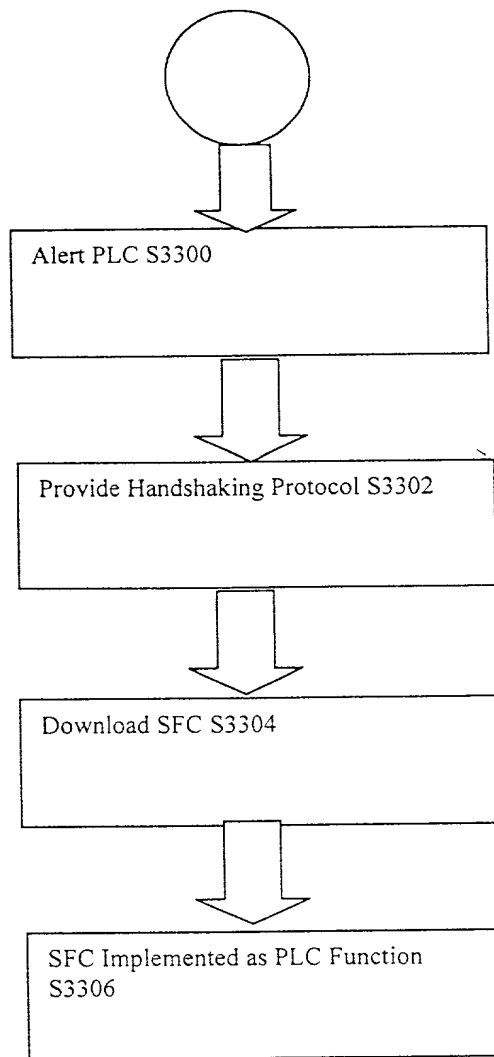 Alert PLC S3300
Provide Handshaking Protocol S3302
Download SFC S3304
SFC Implemented as PLC Function
S3306